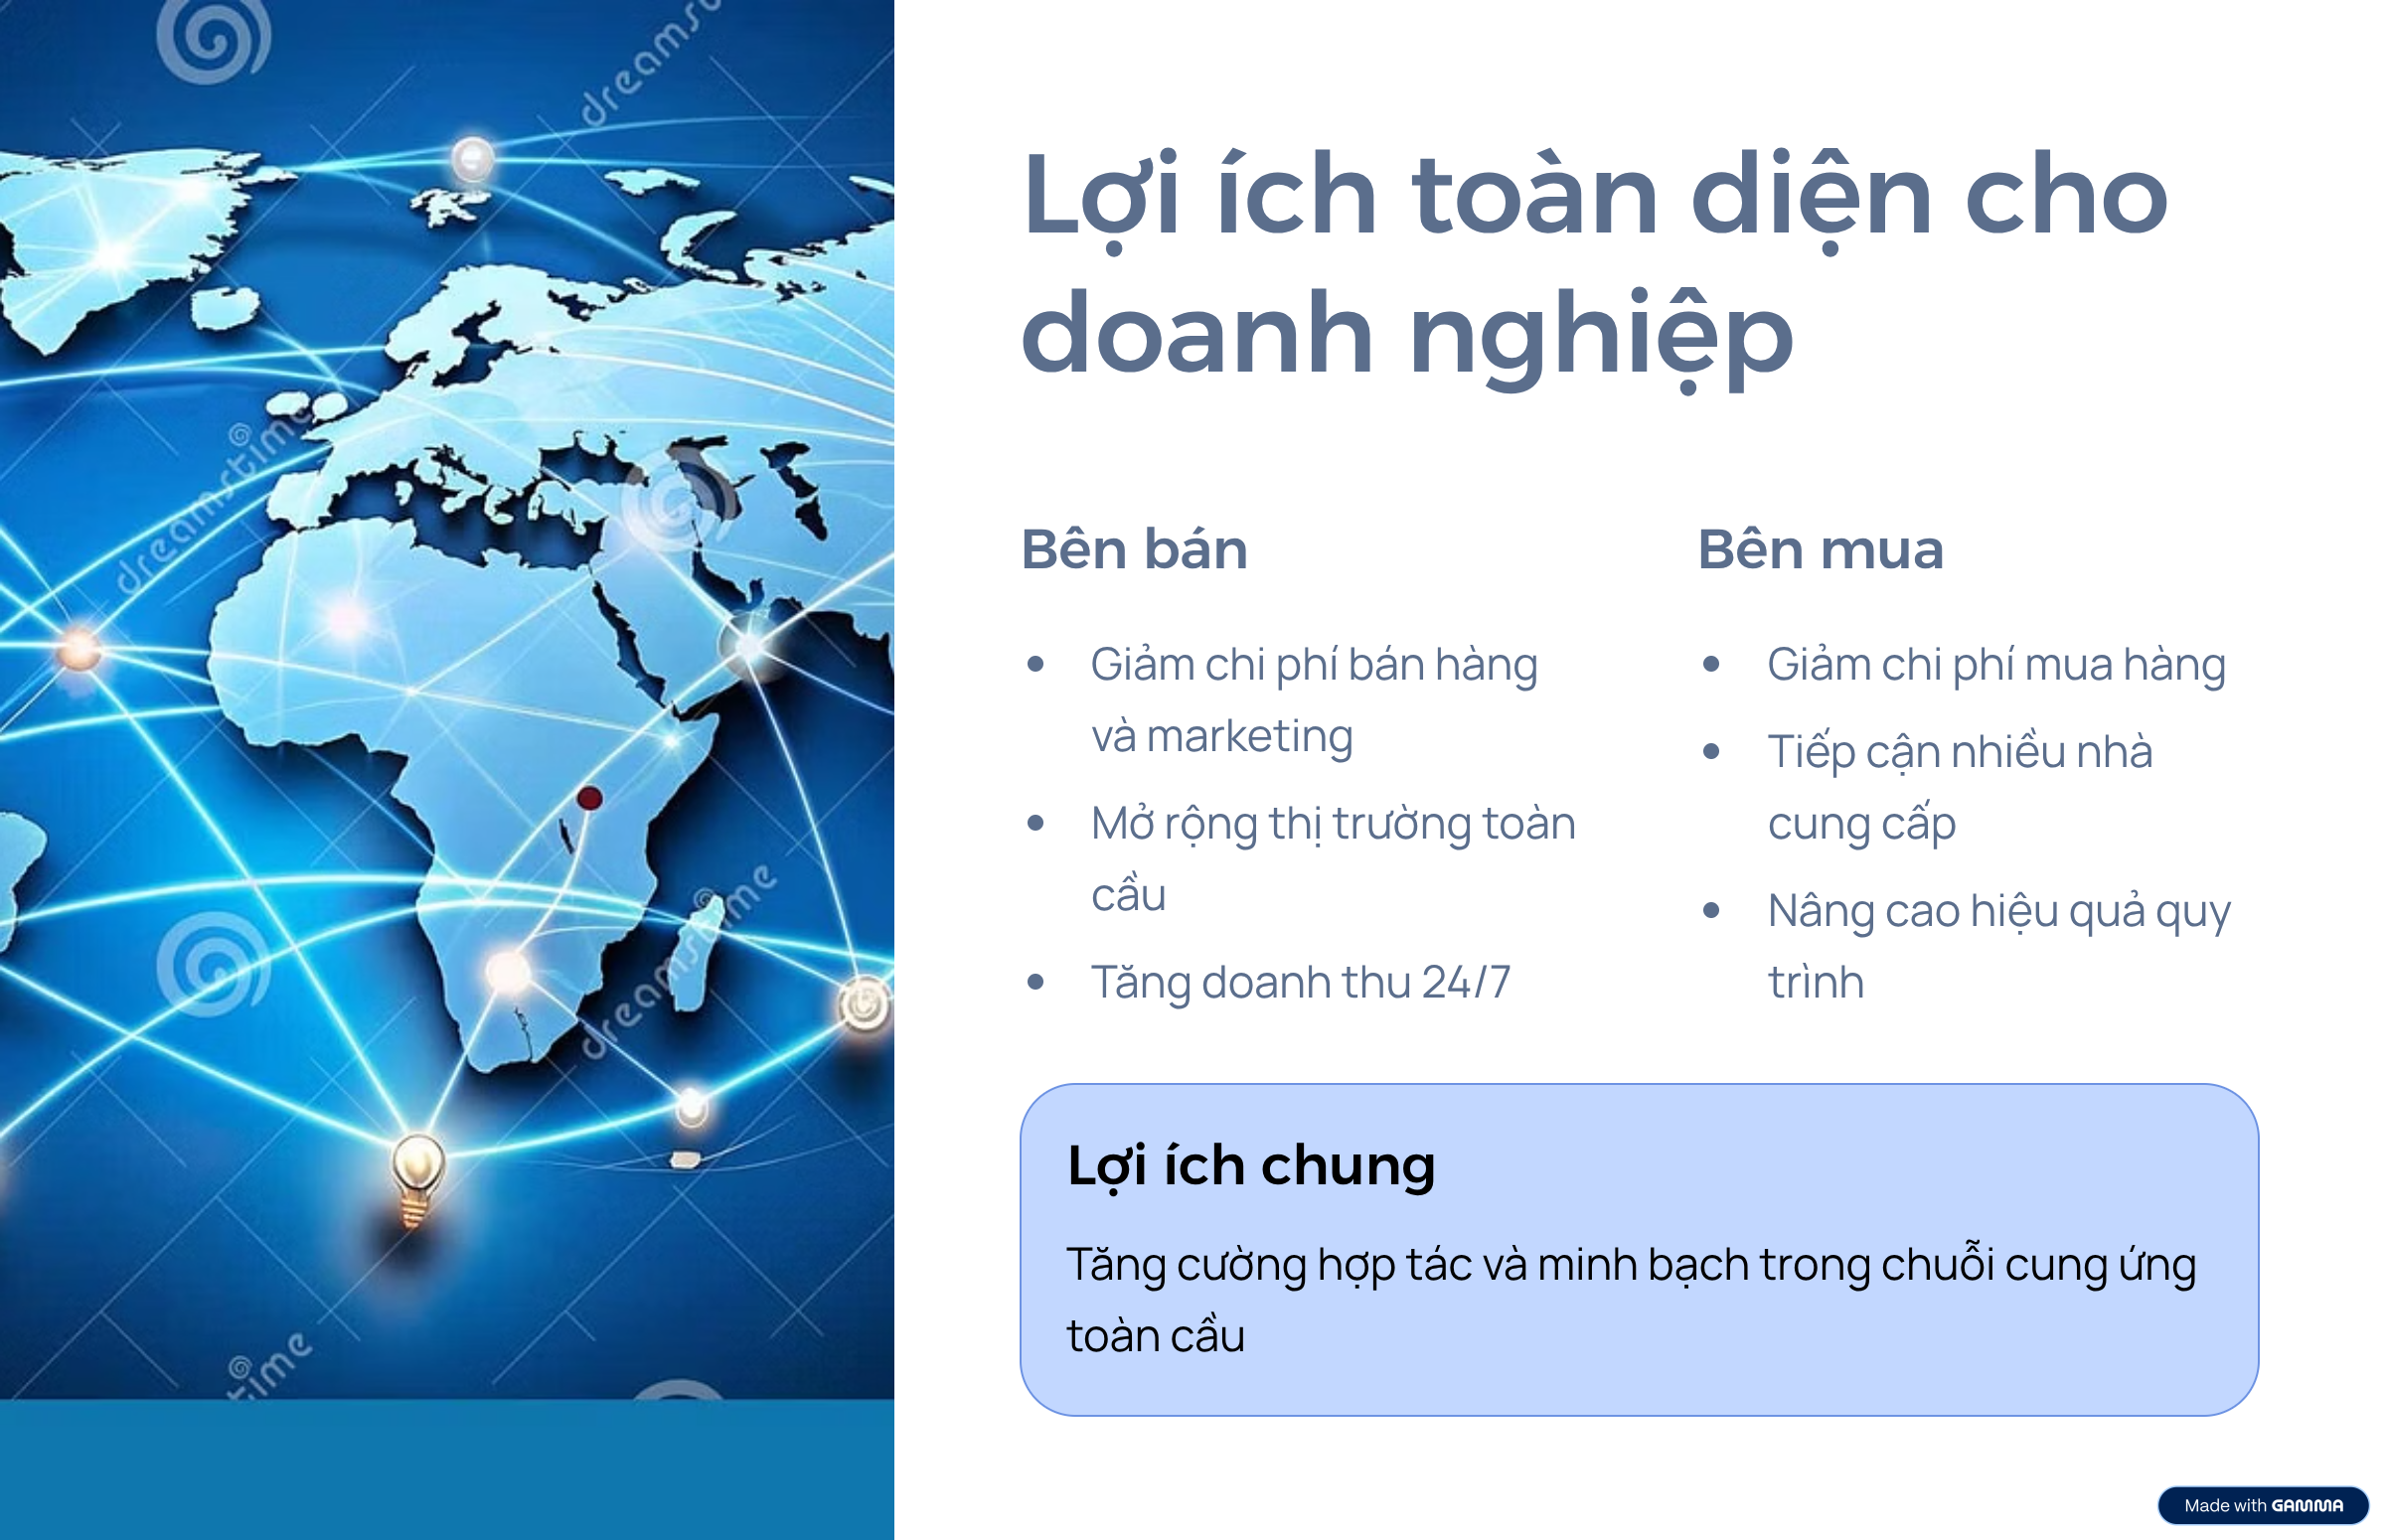 Lợi ích toàn diện cho
doanh nghiệp
Bên bán
• Giảm chi phí bán hàng
và marketing
• Mở rộng thị trường toàn
cầu
• Tăng doanh thu 24/7
Bên mua
• Giảm chi phí mua hàng
• Tiếp cận nhiều nhà
cung cấp
• Nâng cao hiệu quả quy
trình
Lợi ích chung
Tăng cường hợp tác và minh bạch trong chuỗi cung ứng
toàn cầu
Made with GAMMA
dreamstime
dreamstime